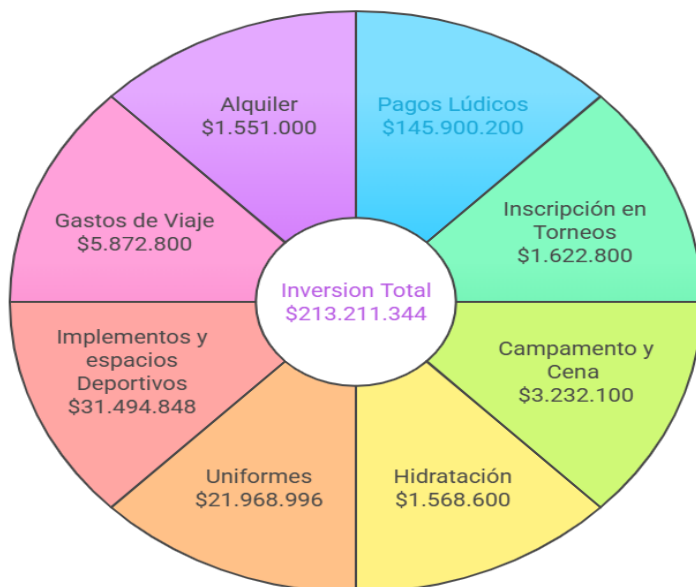 Alquiler
$1.551.000
Pagos Lúdicos
$145.900.200
Inscripción en
Torneos
$1.622.800
Campamento y
Cena
$3.232.100
Hidratación
$1.568.600
Uniformes
$21.968.996
Implementos y
espacios
Deportivos
$31.494.848
Gastos de Viaje
$5.872.800
Inversion Total
$213.211.344